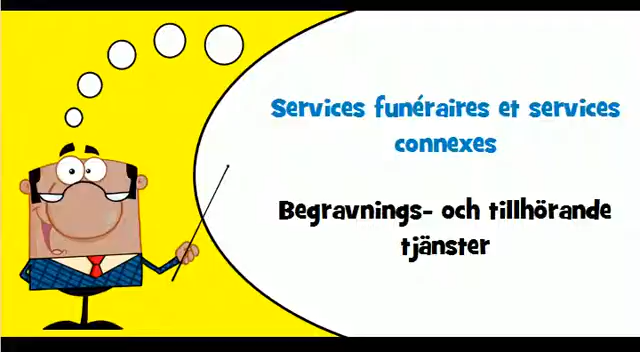 Services funéraires et services
connexes
Begravnings- och tillhörande
tjänster